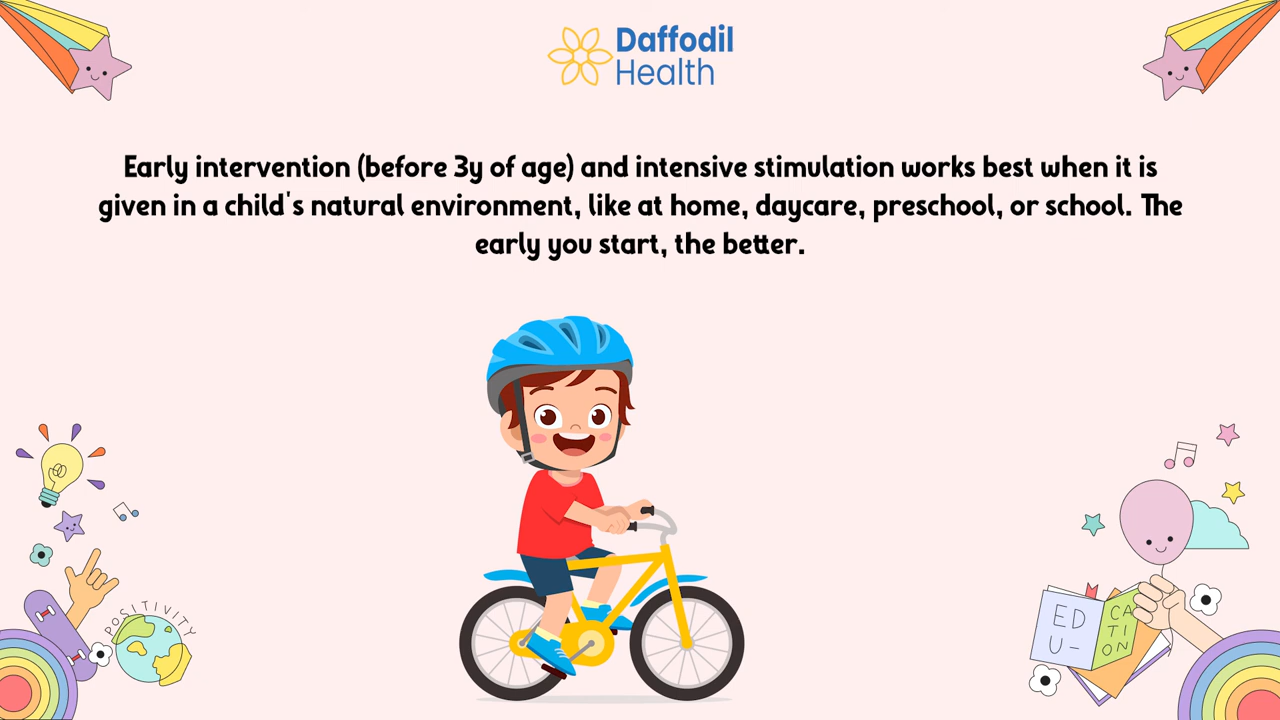 Daffodil
Health
Early intervention (before 3y of age) and intensive stimulation works best when it is
given in a child's natural environment, like at home, daycare, preschool, or school. The
early you start, the better.
POSITIVITY
ED
U-
CA
TI
ON